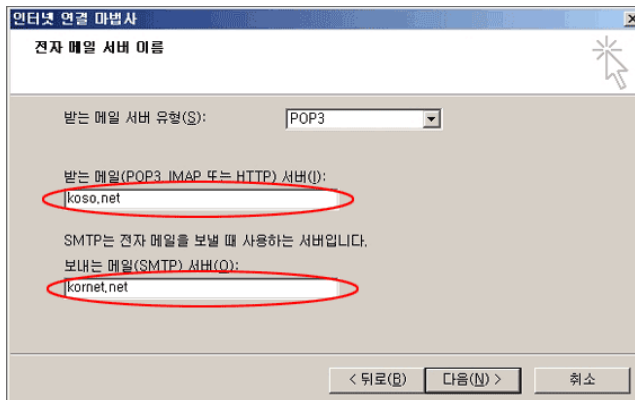 인터넷 연결 마법사
전자 메일 서버 이름
받는 메일 서버 유형(S): POP3
받는 메일(POP3, IMAP 또는 HTTP) 서버(I):
koso.net
SMTP는 전자 메일을 보낼 때 사용하는 서버입니다.
보내는 메일(SMTP) 서버(O):
kornet.net
< 뒤로(B) 다음(N) > 취소